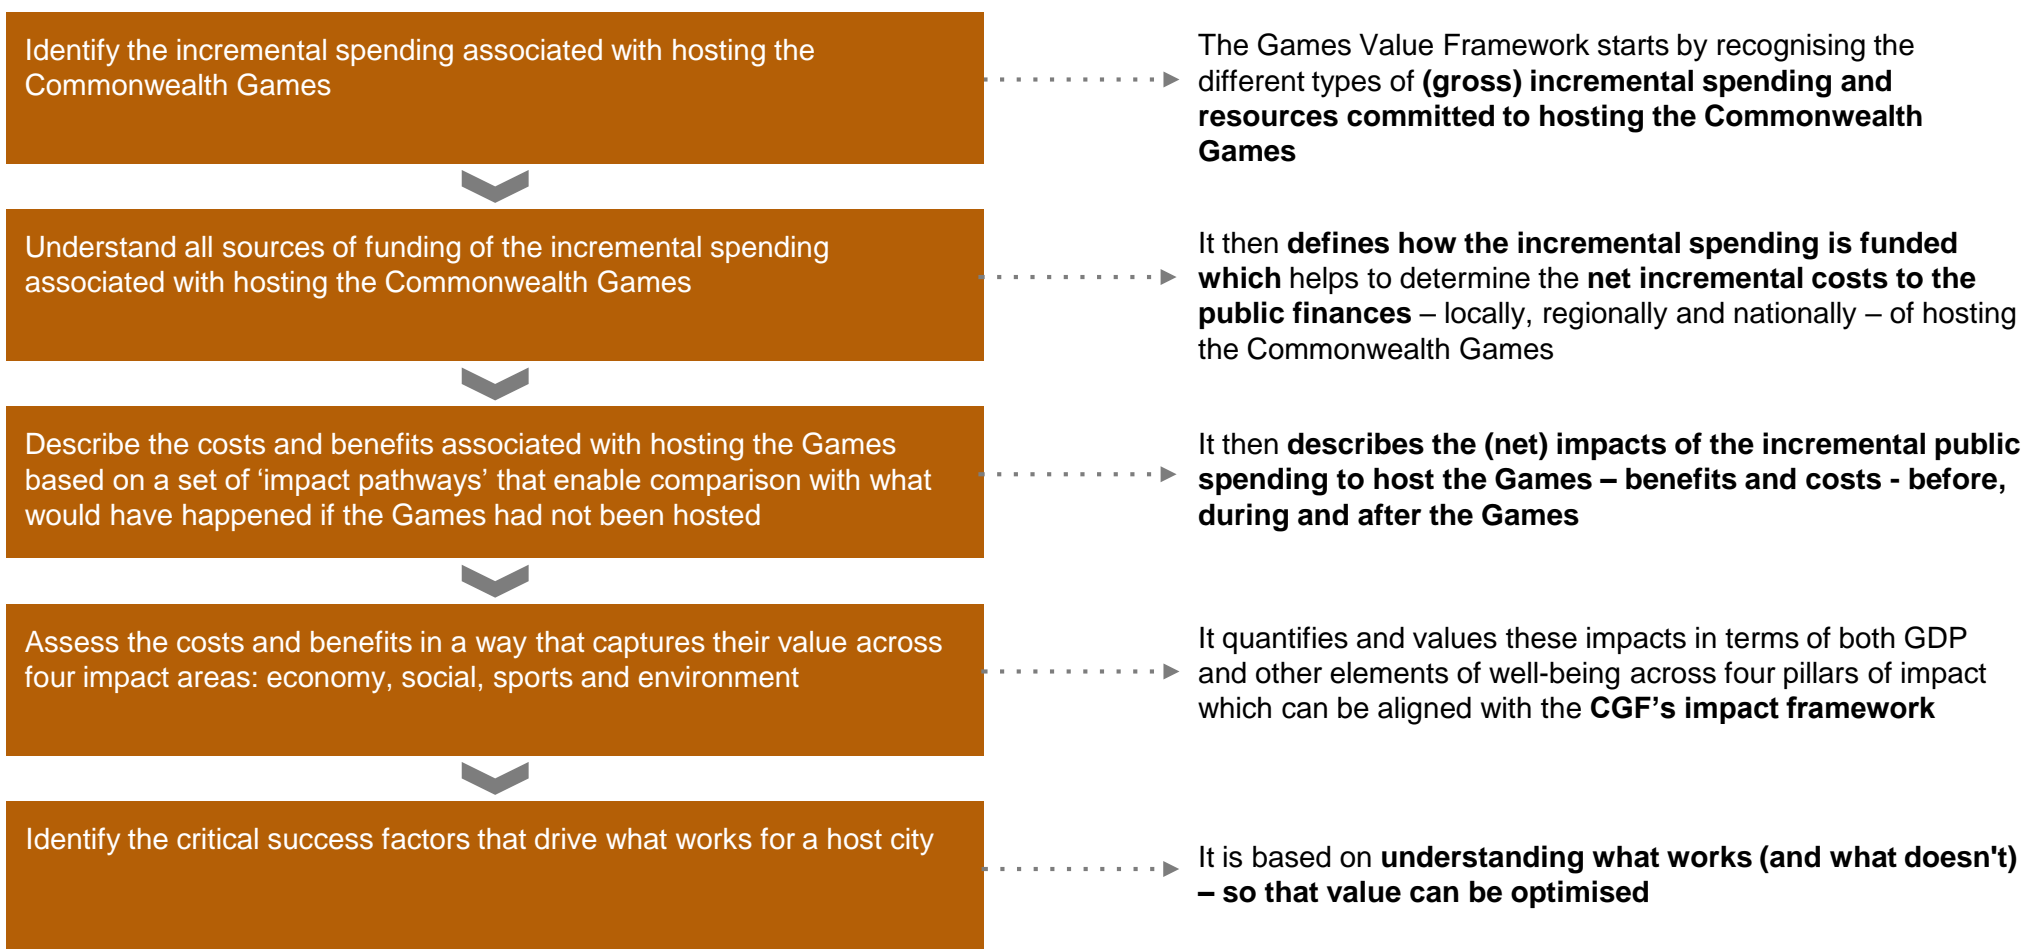 Identify the incremental spending associated with hosting the
Commonwealth Games
The Games Value Framework starts by recognising the
different types of (gross) incremental spending and
resources committed to hosting the Commonwealth
Games
Understand all sources of funding of the incremental spending
associated with hosting the Commonwealth Games
It then defines how the incremental spending is funded
which helps to determine the net incremental costs to the
public finances – locally, regionally and nationally – of hosting
the Commonwealth Games
Describe the costs and benefits associated with hosting the Games
based on a set of ‘impact pathways’ that enable comparison with what
would have happened if the Games had not been hosted
It then describes the (net) impacts of the incremental public
spending to host the Games – benefits and costs - before,
during and after the Games
Assess the costs and benefits in a way that captures their value across
four impact areas: economy, social, sports and environment
It quantifies and values these impacts in terms of both GDP
and other elements of well-being across four pillars of impact
which can be aligned with the CGF’s impact framework
Identify the critical success factors that drive what works for a host city
It is based on understanding what works (and what doesn't)
– so that value can be optimised